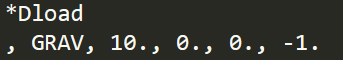 *Dload
, GRAV, 10., 0., 0., -1.